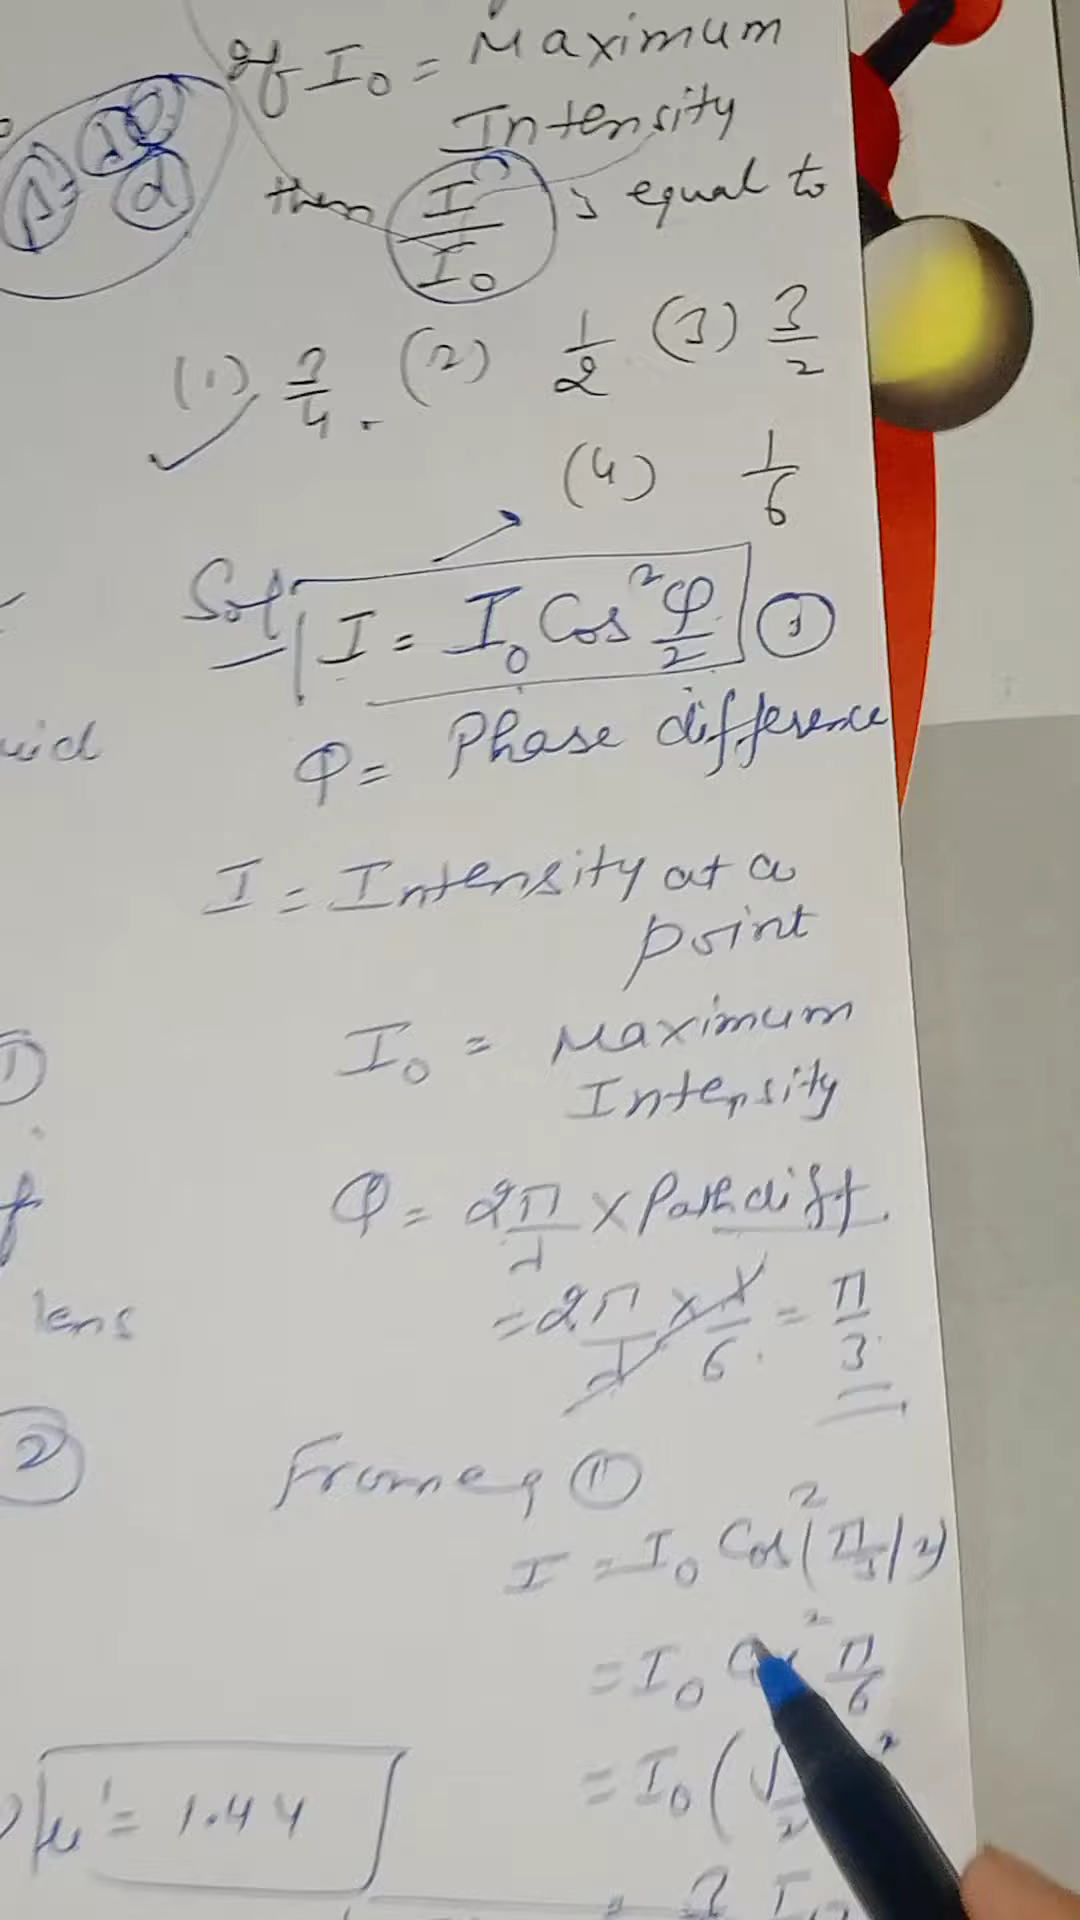 If I₀ = Maximum
Intensity
β = λD/d
then I/I₀ is equal to
(1) 3/4. (2) 1/2 (3) 3/2
(4) 1/6
Sol I = I₀ Cos² φ/2 ①
φ = Phase difference
I = Intensity at a
point
I₀ = Maximum
Intensity
φ = 2π/λ × Path diff.
= 2π/λ × λ/6 = π/3
lens
②
From eq ①
I = I₀ Cos² (π/3/2)
= I₀ Cos² π/6
= I₀ (
μ' = 1.44